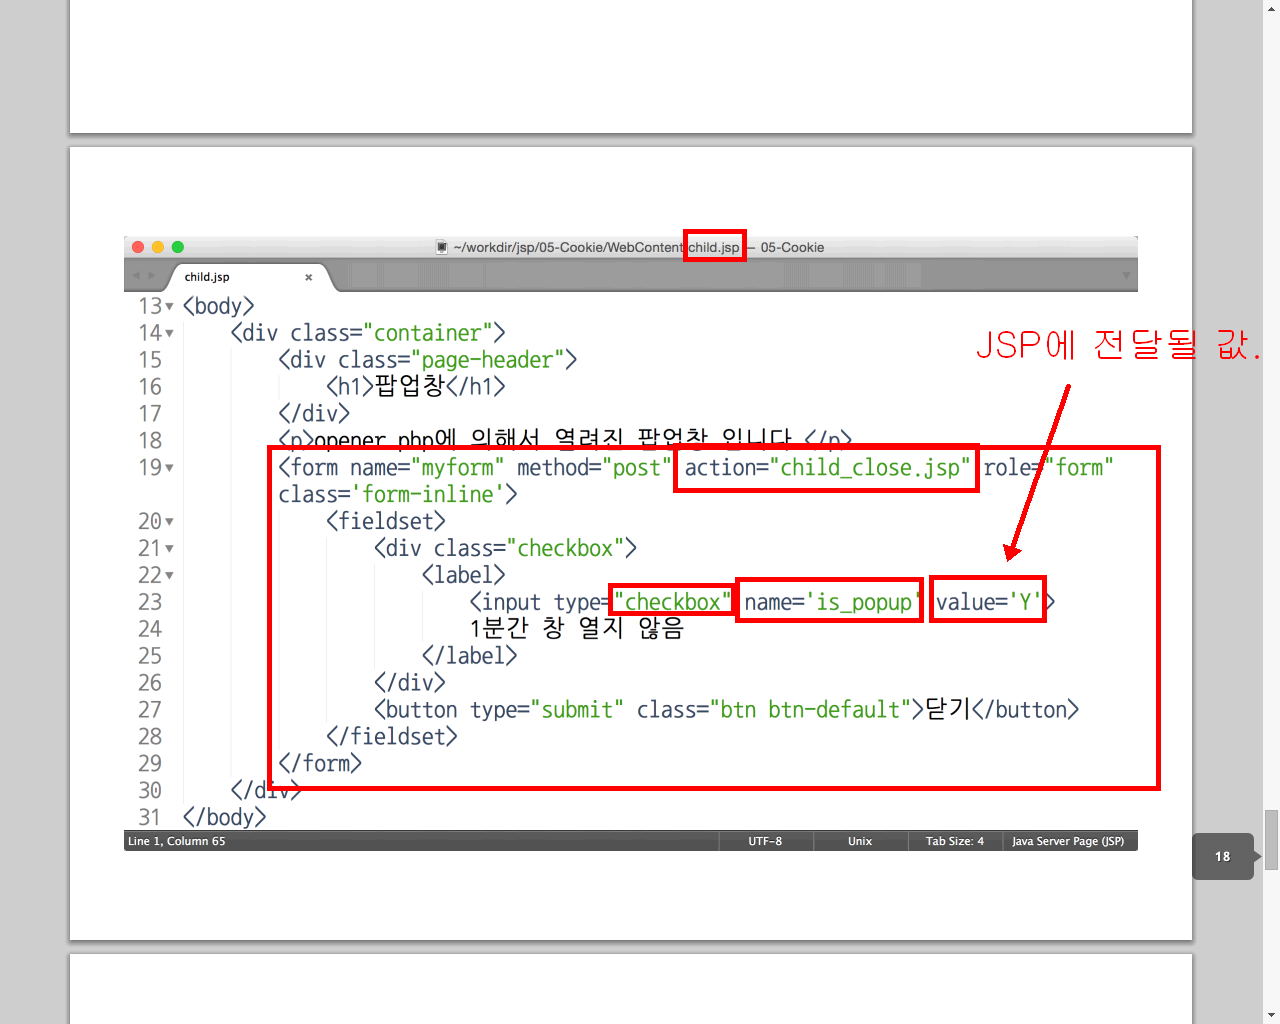 ~/workdir/jsp/05-Cookie/WebContent/child.jsp — 05-Cookie
child.jsp
13 <body>
14 <div class="container">
JSP에 전달될 값.
15 <div class="page-header">
16 <h1>팝업창</h1>
17 </div>
18 <p>opener.php에 의해서 열려진 팝업창 입니다.</p>
19 <form name="myform" method="post" action="child_close.jsp" role="form"
class='form-inline'>
20 <fieldset>
21 <div class="checkbox">
22 <label>
23 <input type="checkbox" name='is_popup' value='Y'>
24 1분간 창 열지 않음
25 </label>
26 </div>
27 <button type="submit" class="btn btn-default">닫기</button>
28 </fieldset>
29 </form>
30 </div>
31 </body>
Line 1, Column 65 UTF-8 Unix Tab Size: 4 Java Server Page (JSP)
18